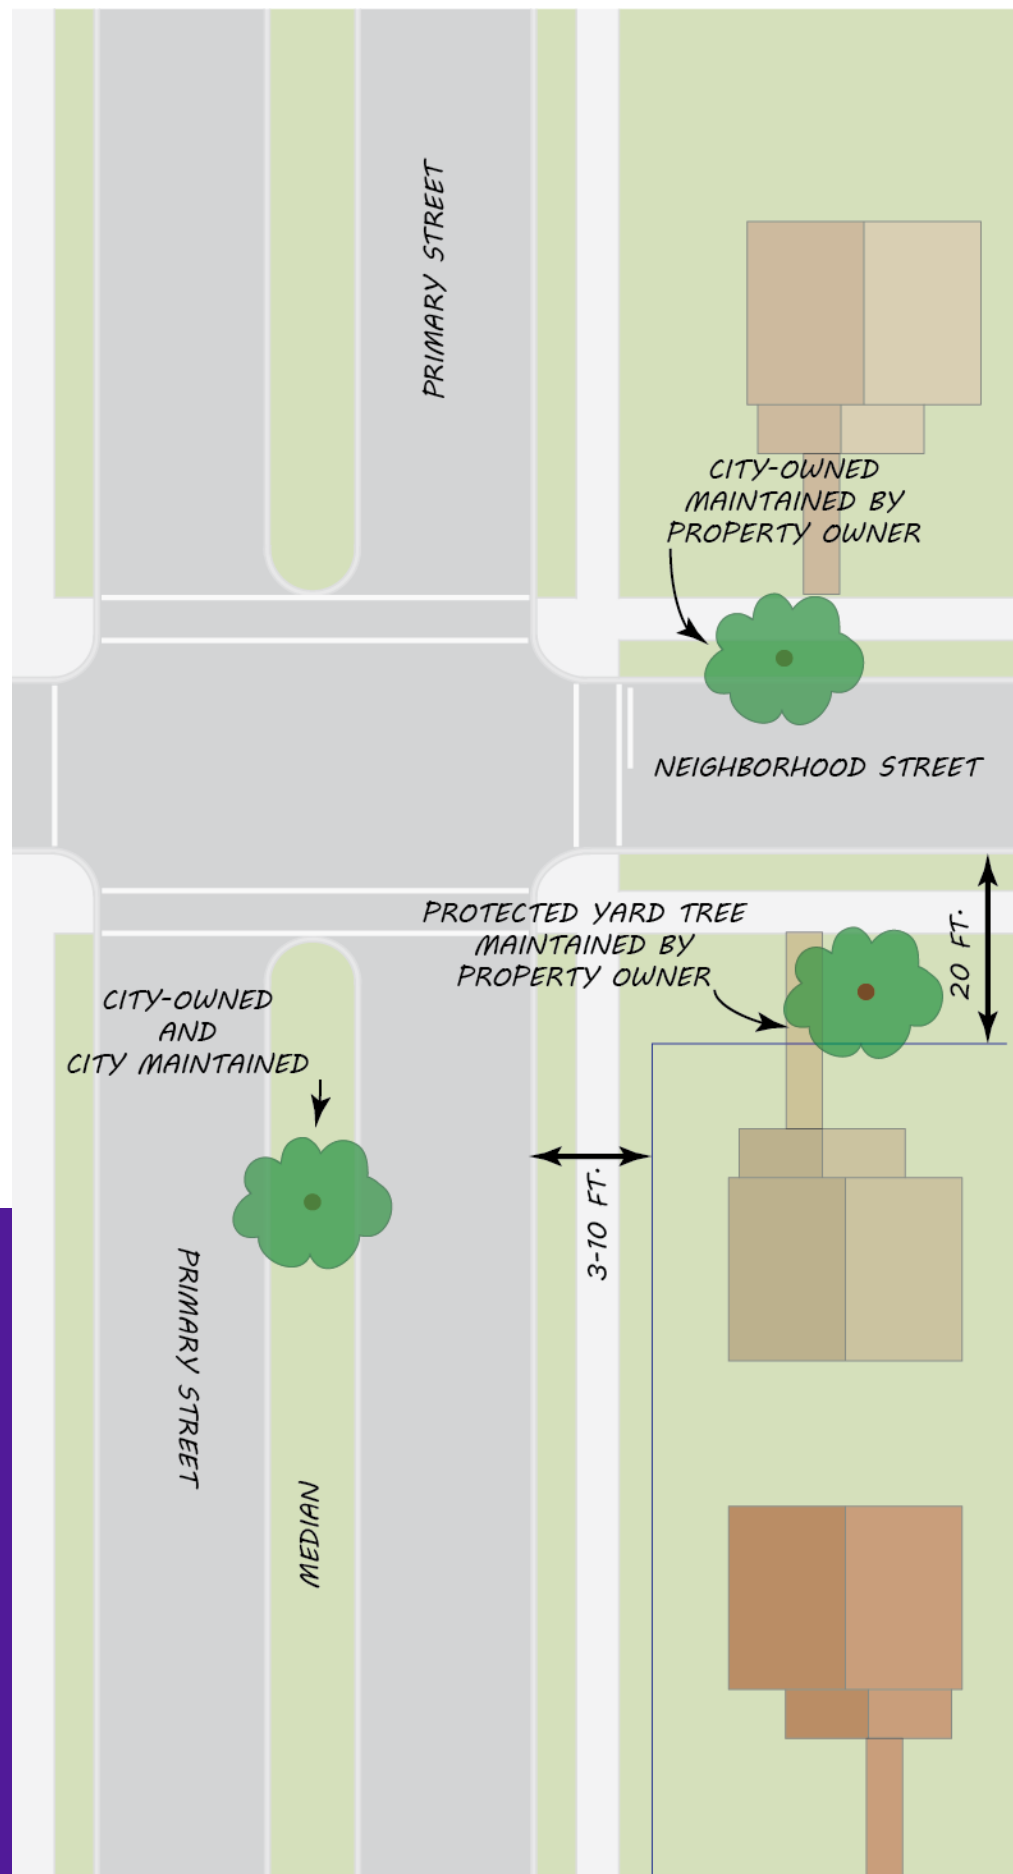 PRIMARY STREET
CITY-OWNED
MAINTAINED BY
PROPERTY OWNER
NEIGHBORHOOD STREET
PROTECTED YARD TREE
MAINTAINED BY
PROPERTY OWNER
20 FT.
CITY-OWNED
AND
CITY MAINTAINED
3-10 FT.
PRIMARY STREET
MEDIAN